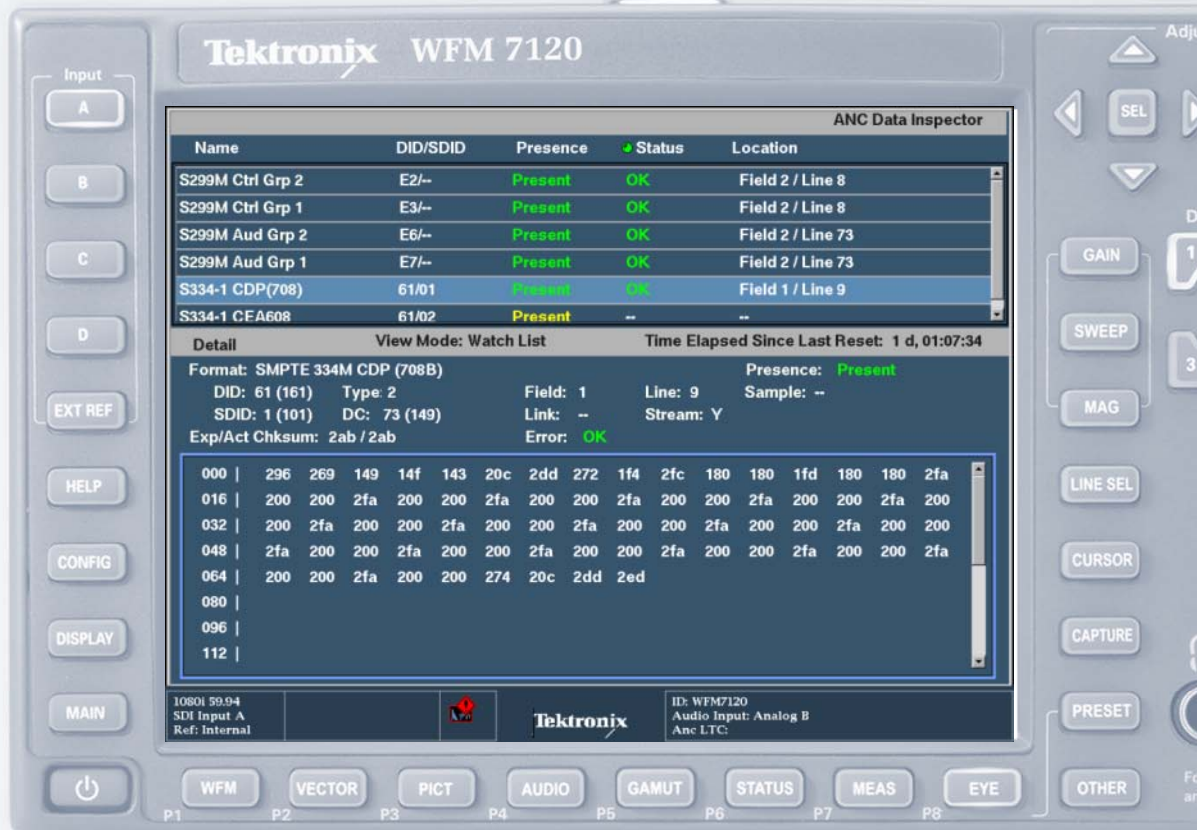 Tektronix WFM 7120
Adju
Input
A
B
C
D
EXT REF
HELP
CONFIG
DISPLAY
MAIN
ANC Data Inspector
Name DID/SDID Presence Status Location
S299M Ctrl Grp 2 E2/-- Present OK Field 2 / Line 8
S299M Ctrl Grp 1 E3/-- Present OK Field 2 / Line 8
S299M Aud Grp 2 E6/-- Present OK Field 2 / Line 73
S299M Aud Grp 1 E7/-- Present OK Field 2 / Line 73
S334-1 CDP(708) 61/01 Present OK Field 1 / Line 9
S334-1 CEA608 61/02 Present -- --
Detail View Mode: Watch List Time Elapsed Since Last Reset: 1 d, 01:07:34
Format: SMPTE 334M CDP (708B) Presence: Present
DID: 61 (161) Type: 2 Field: 1 Line: 9 Sample: --
SDID: 1 (101) DC: 73 (149) Link: -- Stream: Y
Exp/Act Chksum: 2ab / 2ab Error: OK
000 | 296 269 149 14f 143 20c 2dd 272 1f4 2fc 180 180 1fd 180 180 2fa
016 | 200 200 2fa 200 200 2fa 200 200 2fa 200 200 2fa 200 200 2fa 200
032 | 200 2fa 200 200 2fa 200 200 2fa 200 200 2fa 200 200 2fa 200 200
048 | 2fa 200 200 2fa 200 200 2fa 200 200 2fa 200 200 2fa 200 200 2fa
064 | 200 200 2fa 200 200 274 20c 2dd 2ed
080 |
096 |
112 |
1080i 59.94
SDI Input A
Ref: Internal
Tektronix
ID: WFM7120
Audio Input: Analog B
Anc LTC:
SEL
D
GAIN
1
SWEEP
3
MAG
LINE SEL
CURSOR
CAPTURE
PRESET
OTHER
Fo
an
WFM VECTOR PICT AUDIO GAMUT STATUS MEAS EYE
P1 P2 P3 P4 P5 P6 P7 P8